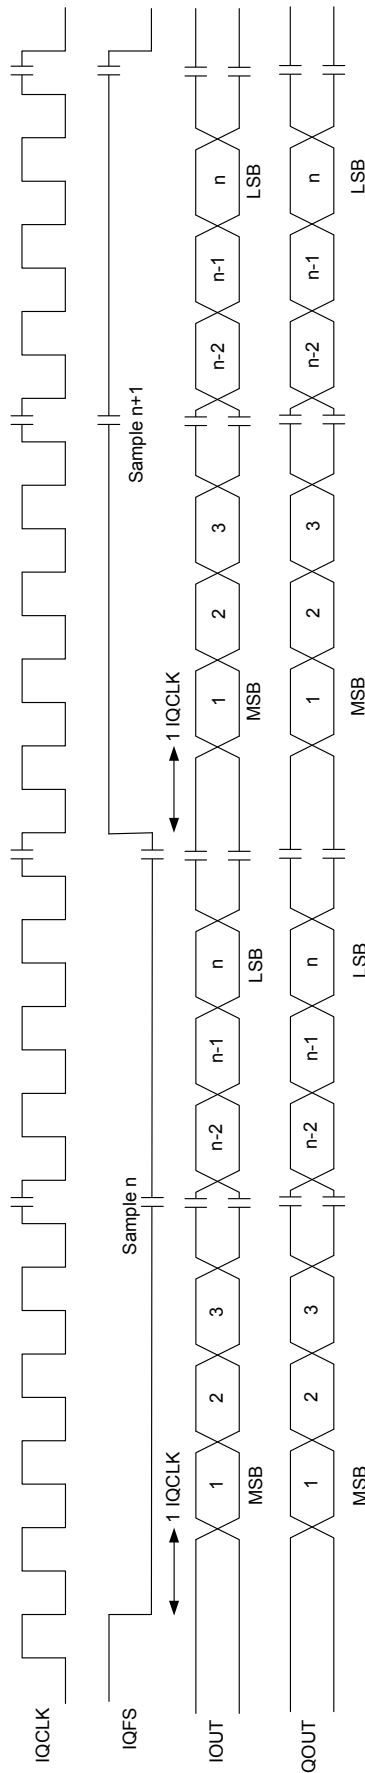 IQCLK
IQFS
Sample n
Sample n+1
1 IQCLK
1 IQCLK
IOUT
1
2
3
n-2
n-1
n
1
2
3
n-2
n-1
n
MSB
LSB
MSB
LSB
QOUT
1
2
3
n-2
n-1
n
1
2
3
n-2
n-1
n
MSB
LSB
MSB
LSB